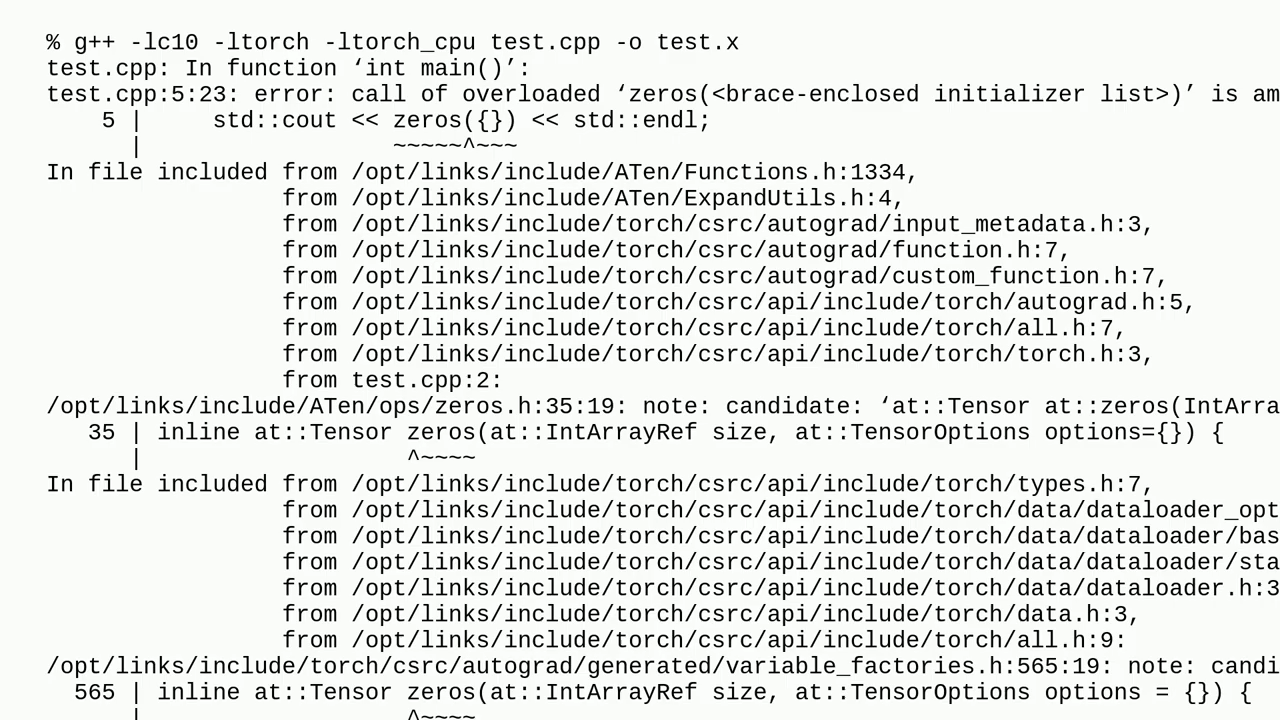 % g++ -lc10 -ltorch -ltorch_cpu test.cpp -o test.x
test.cpp: In function ‘int main()’:
test.cpp:5:23: error: call of overloaded ‘zeros(<brace-enclosed initializer list>)’ is am
    5 |     std::cout << zeros({}) << std::endl;
      |                  ~~~~~^~~~
In file included from /opt/links/include/ATen/Functions.h:1334,
                 from /opt/links/include/ATen/ExpandUtils.h:4,
                 from /opt/links/include/torch/csrc/autograd/input_metadata.h:3,
                 from /opt/links/include/torch/csrc/autograd/function.h:7,
                 from /opt/links/include/torch/csrc/autograd/custom_function.h:7,
                 from /opt/links/include/torch/csrc/api/include/torch/autograd.h:5,
                 from /opt/links/include/torch/csrc/api/include/torch/all.h:7,
                 from /opt/links/include/torch/csrc/api/include/torch/torch.h:3,
                 from test.cpp:2:
/opt/links/include/ATen/ops/zeros.h:35:19: note: candidate: ‘at::Tensor at::zeros(IntArra
   35 | inline at::Tensor zeros(at::IntArrayRef size, at::TensorOptions options={}) {
      |                   ^~~~~
In file included from /opt/links/include/torch/csrc/api/include/torch/types.h:7,
                 from /opt/links/include/torch/csrc/api/include/torch/data/dataloader_opt
                 from /opt/links/include/torch/csrc/api/include/torch/data/dataloader/bas
                 from /opt/links/include/torch/csrc/api/include/torch/data/dataloader/sta
                 from /opt/links/include/torch/csrc/api/include/torch/data/dataloader.h:3
                 from /opt/links/include/torch/csrc/api/include/torch/data.h:3,
                 from /opt/links/include/torch/csrc/api/include/torch/all.h:9:
/opt/links/include/torch/csrc/autograd/generated/variable_factories.h:565:19: note: candi
  565 | inline at::Tensor zeros(at::IntArrayRef size, at::TensorOptions options = {}) {
      |                   ^~~~~